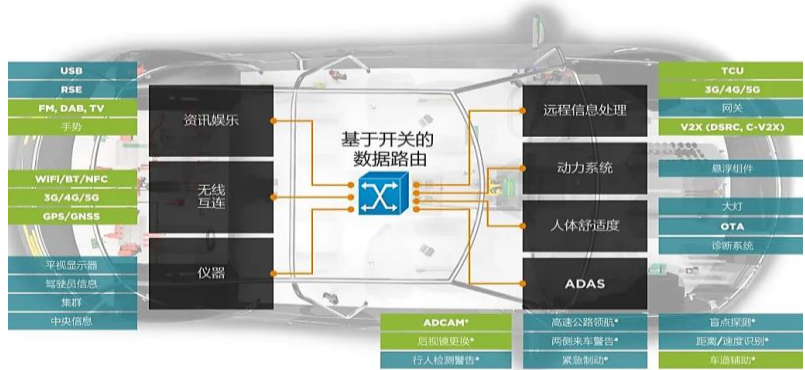 USB
RSE
FM, DAB, TV
手势
资讯娱乐
WIFI/BT/NFC
3G/4G/5G
GPS/GNSS
无线
互连
平视显示器
驾驶员信息
集群
中央信息
仪器
基于开关的
数据路由
远程信息处理
TCU
3G/4G/5G
网关
V2X (DSRC, C-V2X)
动力系统
悬浮组件
人体舒适度
大灯
OTA
诊断系统
ADAS
ADCAM*
高速公路领航*
盲点探测*
后视镜更换*
两侧来车警告*
距离/速度识别*
行人检测警告*
紧急制动*
车道辅助*